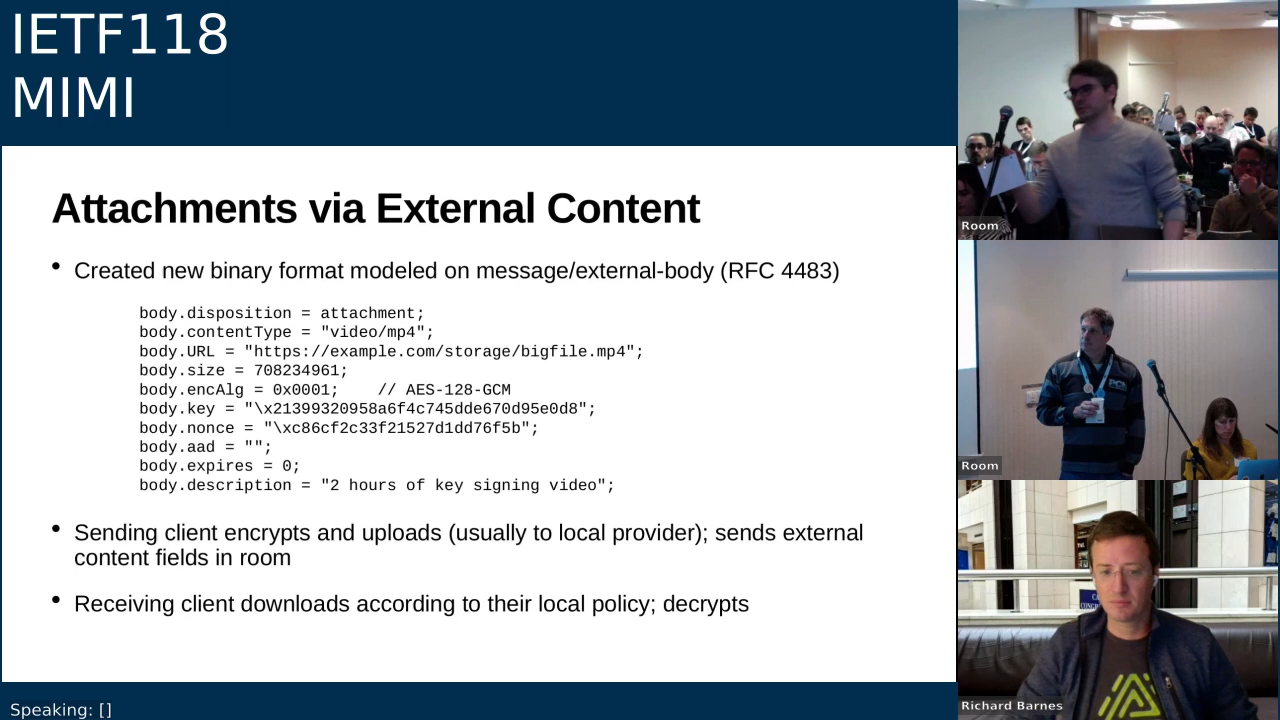 IETF118
MIMI
Attachments via External Content
• Created new binary format modeled on message/external-body (RFC 4483)
body.disposition = attachment;
body.contentType = "video/mp4";
body.URL = "https://example.com/storage/bigfile.mp4";
body.size = 708234961;
body.encAlg = 0x0001;    // AES-128-GCM
body.key = "\x21399320958a6f4c745dde670d95e0d8";
body.nonce = "\xc86cf2c33f21527d1dd76f5b";
body.aad = "";
body.expires = 0;
body.description = "2 hours of key signing video";
• Sending client encrypts and uploads (usually to local provider); sends external
content fields in room
• Receiving client downloads according to their local policy; decrypts
Speaking: []
Room
Room
Richard Barnes